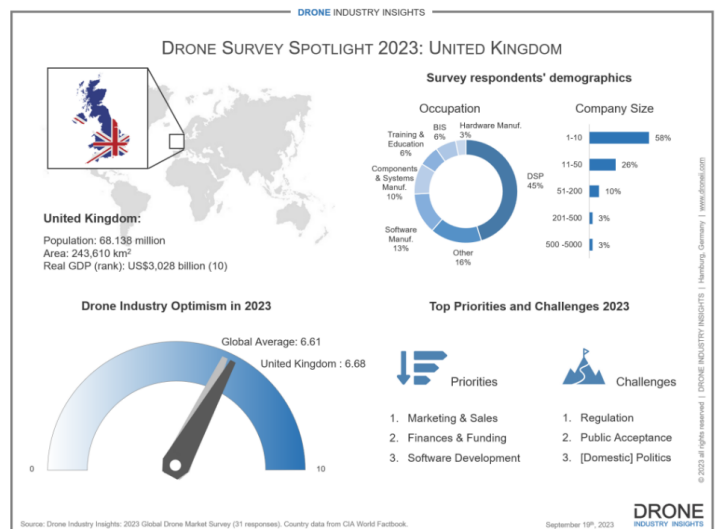 DRONE INDUSTRY INSIGHTS
DRONE SURVEY SPOTLIGHT 2023: UNITED KINGDOM
United Kingdom:
Population: 68.138 million
Area: 243,610 km²
Real GDP (rank): US$3,028 billion (10)
Survey respondents' demographics
Occupation
Hardware Manuf.
3%
BIS
6%
Training &
Education
6%
Components
& Systems
Manuf.
10%
Software
Manuf.
13%
Other
16%
DSP
45%
Company Size
1-10 58%
11-50 26%
51-200 10%
201-500 3%
500 -5000 3%
Drone Industry Optimism in 2023
Global Average: 6.61
United Kingdom : 6.68
0
10
Top Priorities and Challenges 2023
Priorities
1. Marketing & Sales
2. Finances & Funding
3. Software Development
Challenges
1. Regulation
2. Public Acceptance
3. [Domestic] Politics
© 2023 all rights reserved | DRONE INDUSTRY INSIGHTS | Hamburg, Germany | www.droneii.com
Source: Drone Industry Insights: 2023 Global Drone Market Survey (31 responses). Country data from CIA World Factbook.
September 19th, 2023
DRONE
INDUSTRY INSIGHTS